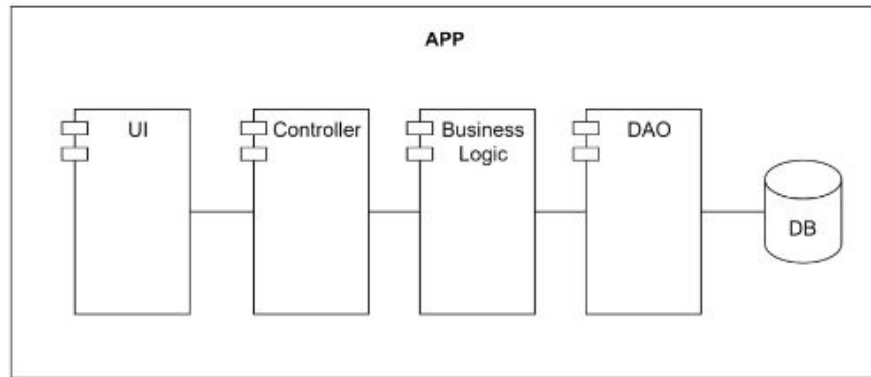 APP
UI
Controller
Business
Logic
DAO
DB